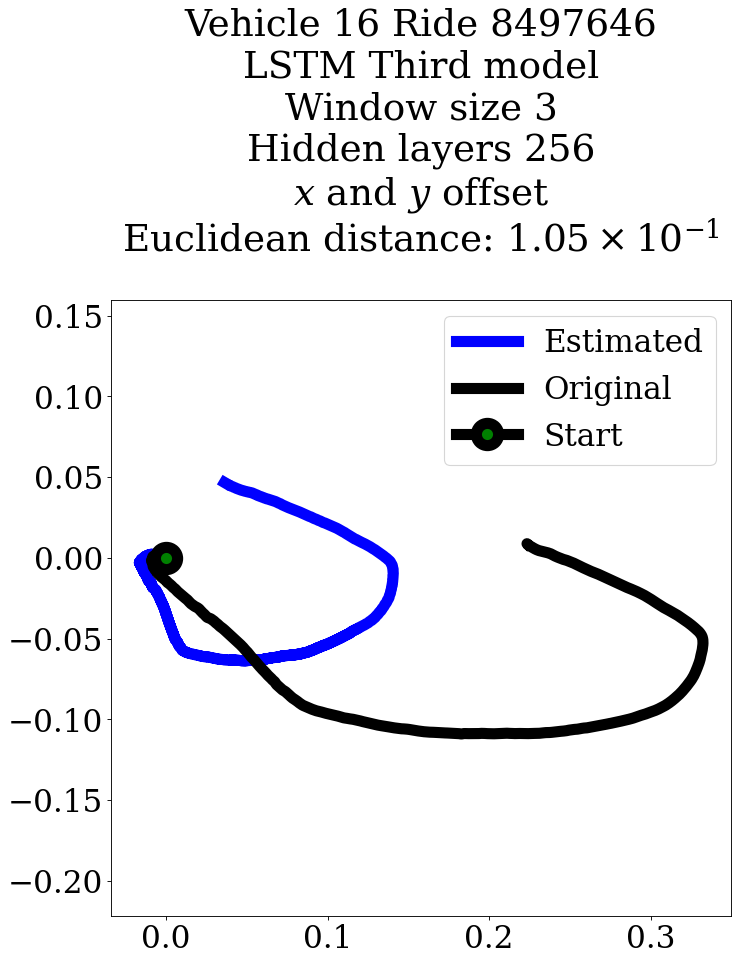 Vehicle 16 Ride 8497646
LSTM Third model
Window size 3
Hidden layers 256
x and y offset
Euclidean distance: 1.05 × 10⁻¹
Estimated
Original
Start
0.15
0.10
0.05
0.00
−0.05
−0.10
−0.15
−0.20
0.0 0.1 0.2 0.3